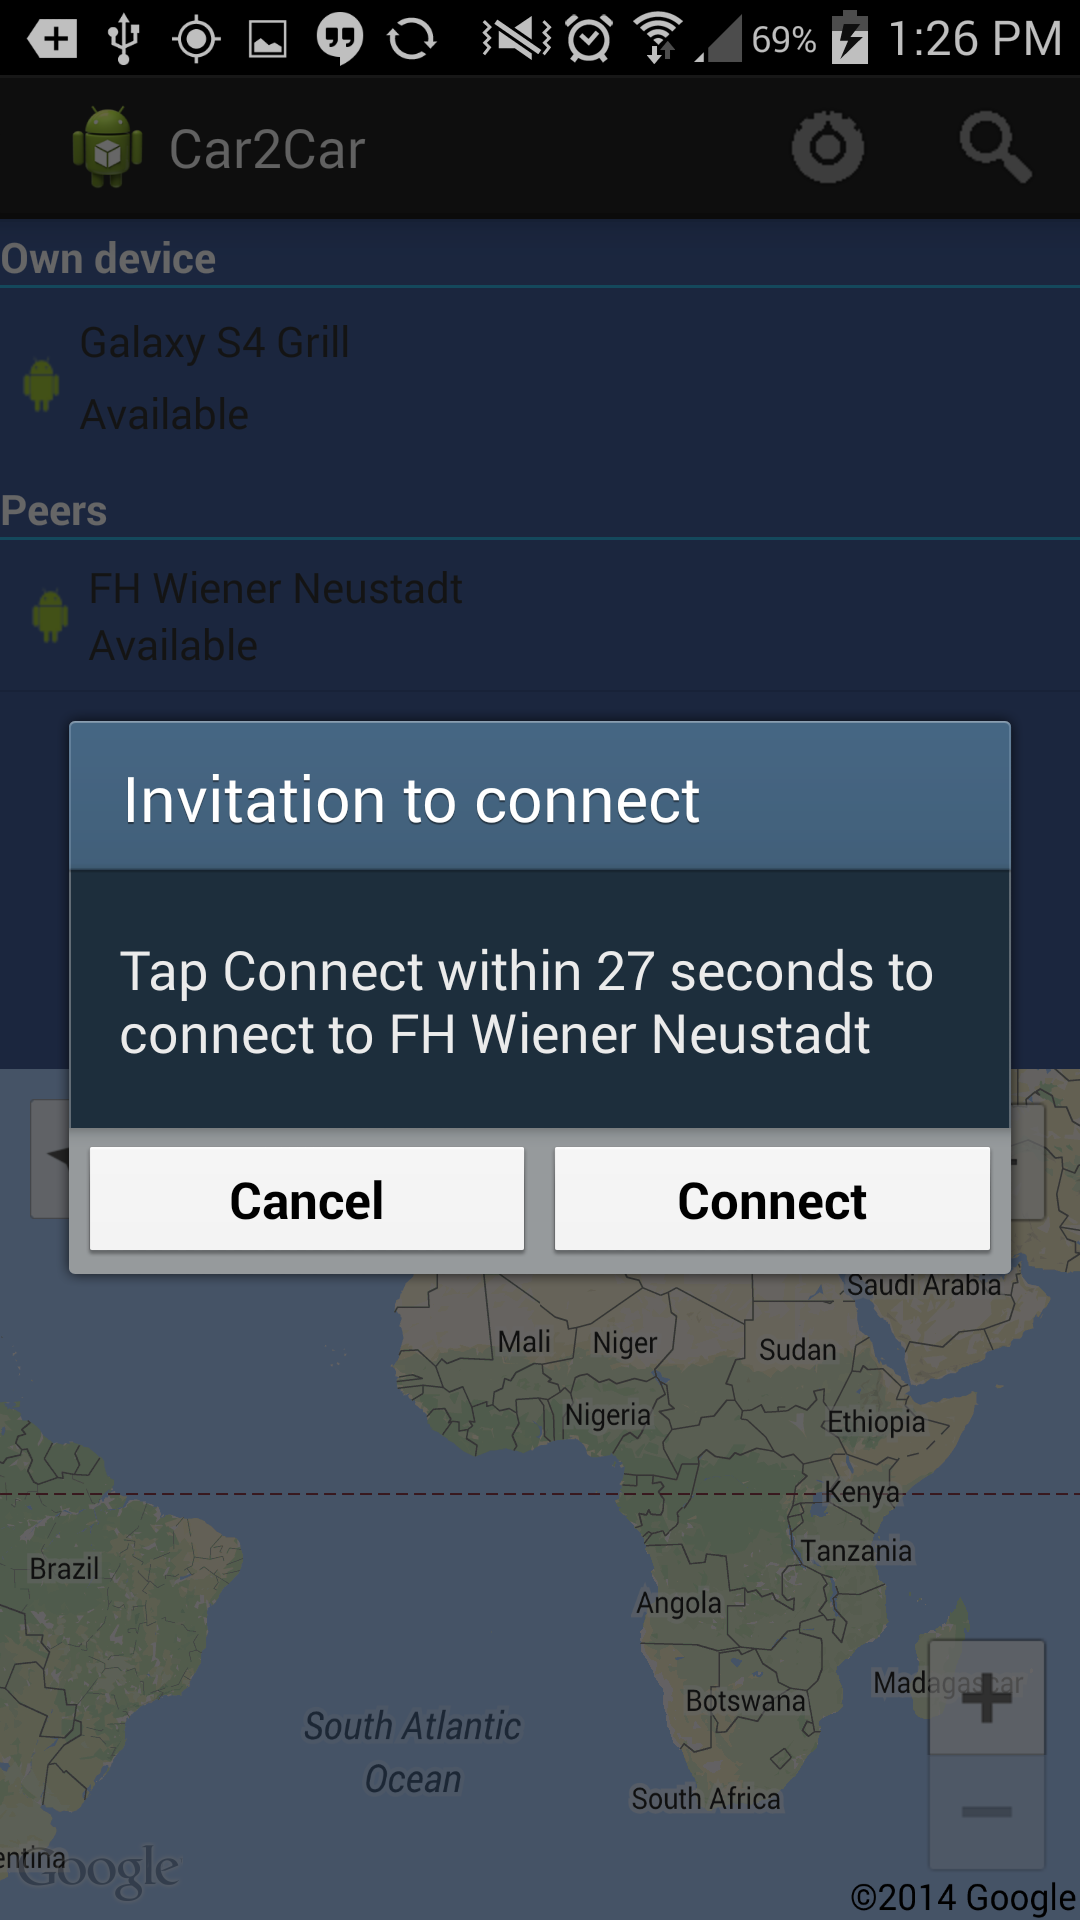 69% 1:26 PM
Car2Car
Own device
Galaxy S4 Grill
Available
Peers
FH Wiener Neustadt
Available
Invitation to connect
Tap Connect within 27 seconds to
connect to FH Wiener Neustadt
Cancel Connect
Saudi Arabia
Mali Niger Sudan
Nigeria Ethiopia
Kenya
Tanzania
Brazil
Angola
Madagascar
Botswana
South Atlantic
Ocean
South Africa
entina
Google
©2014 Google